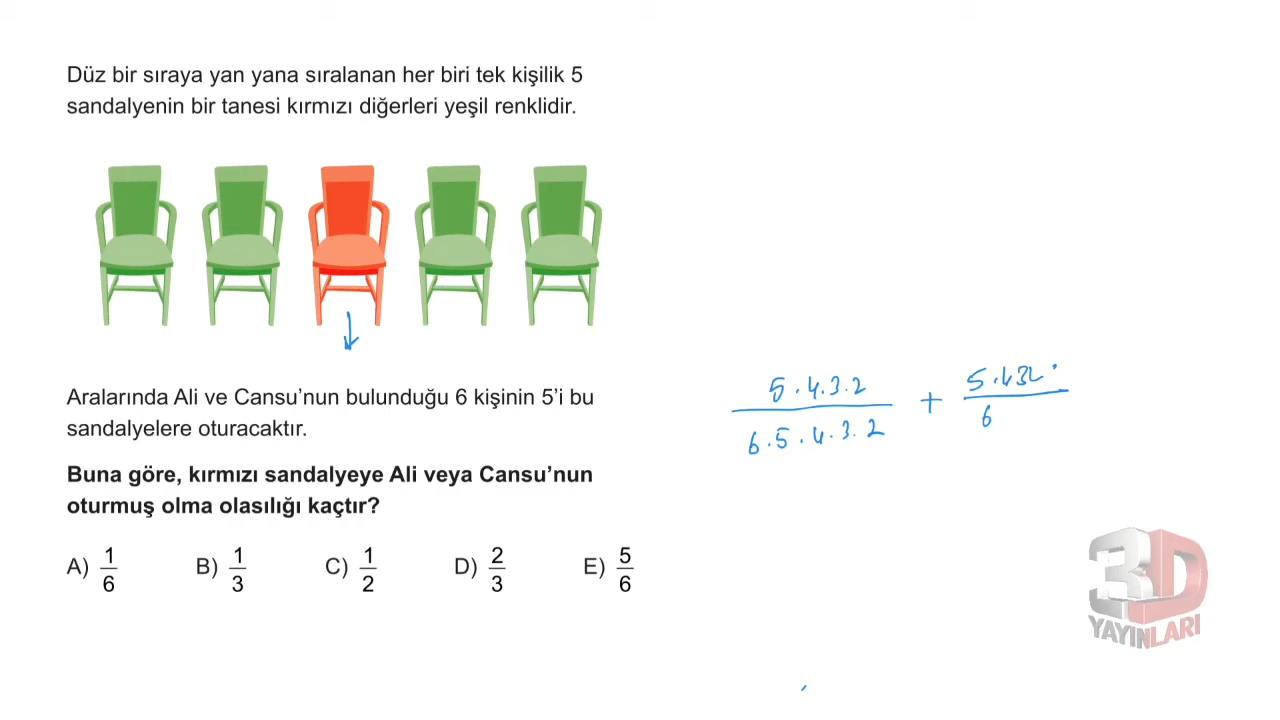 Düz bir sıraya yan yana sıralanan her biri tek kişilik 5
sandalyenin bir tanesi kırmızı diğerleri yeşil renklidir.
Aralarında Ali ve Cansu’nun bulunduğu 6 kişinin 5’i bu
sandalyelere oturacaktır.
Buna göre, kırmızı sandalyeye Ali veya Cansu’nun
oturmuş olma olasılığı kaçtır?
A) 1/6 B) 1/3 C) 1/2 D) 2/3 E) 5/6
5.4.3.2 / 6.5.4.3.2 + 5.432 / 6
3D
YAYINLARI